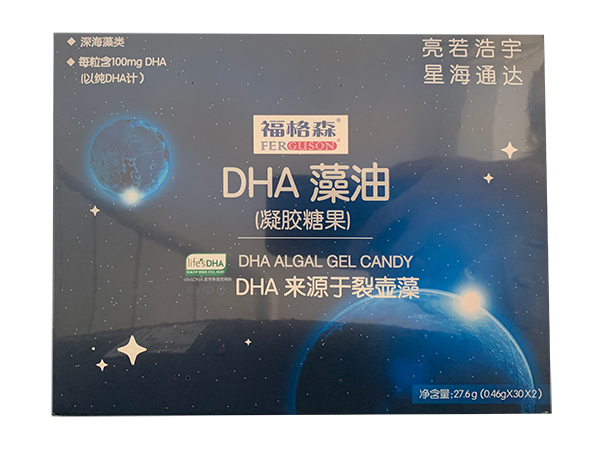 ◆ 深海藻类
◆ 每粒含100mg DHA
(以纯DHA计)
亮若浩宇
星海通达
福格森®
FERGUSON®
DHA 藻油
(凝胶糖果)
life'sDHA
DHA ALGAL GEL CANDY
DHA 来源于裂壶藻
净含量:27.6g (0.46gX30X2)